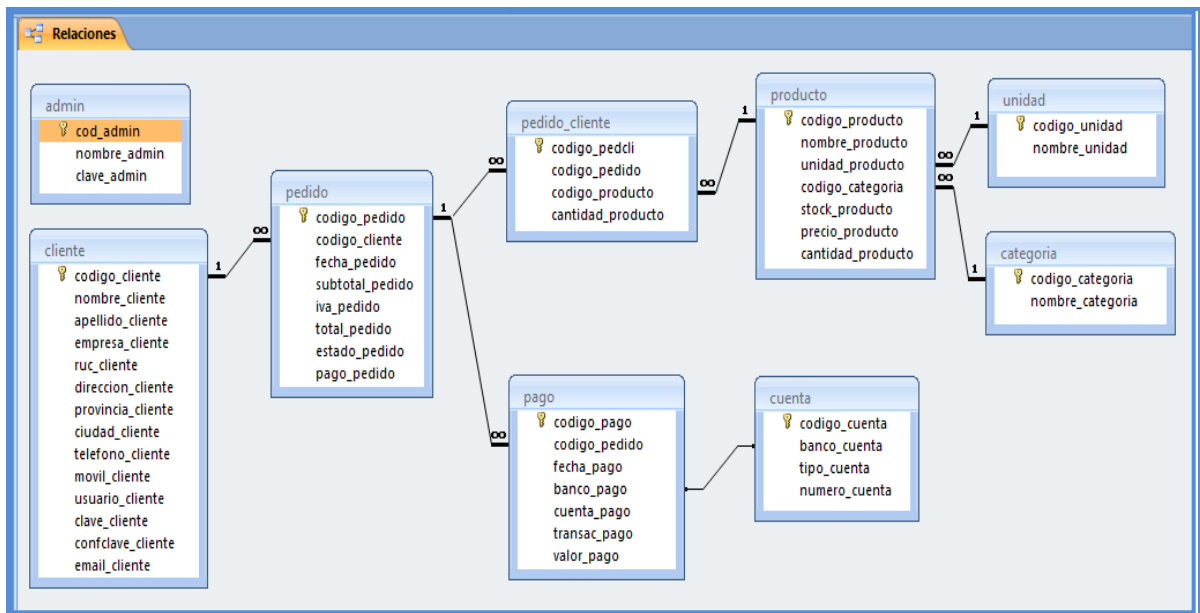 Relaciones
admin
cod_admin
nombre_admin
clave_admin
cliente
codigo_cliente
nombre_cliente
apellido_cliente
empresa_cliente
ruc_cliente
direccion_cliente
provincia_cliente
ciudad_cliente
telefono_cliente
movil_cliente
usuario_cliente
clave_cliente
confclave_cliente
email_cliente
1
∞
pedido
codigo_pedido
codigo_cliente
fecha_pedido
subtotal_pedido
iva_pedido
total_pedido
estado_pedido
pago_pedido
1
∞
∞
pedido_cliente
codigo_pedcli
codigo_pedido
codigo_producto
cantidad_producto
∞
1
pago
codigo_pago
codigo_pedido
fecha_pago
banco_pago
cuenta_pago
transac_pago
valor_pago
producto
codigo_producto
nombre_producto
unidad_producto
codigo_categoria
stock_producto
precio_producto
cantidad_producto
∞
1
∞
1
cuenta
codigo_cuenta
banco_cuenta
tipo_cuenta
numero_cuenta
unidad
codigo_unidad
nombre_unidad
categoria
codigo_categoria
nombre_categoria